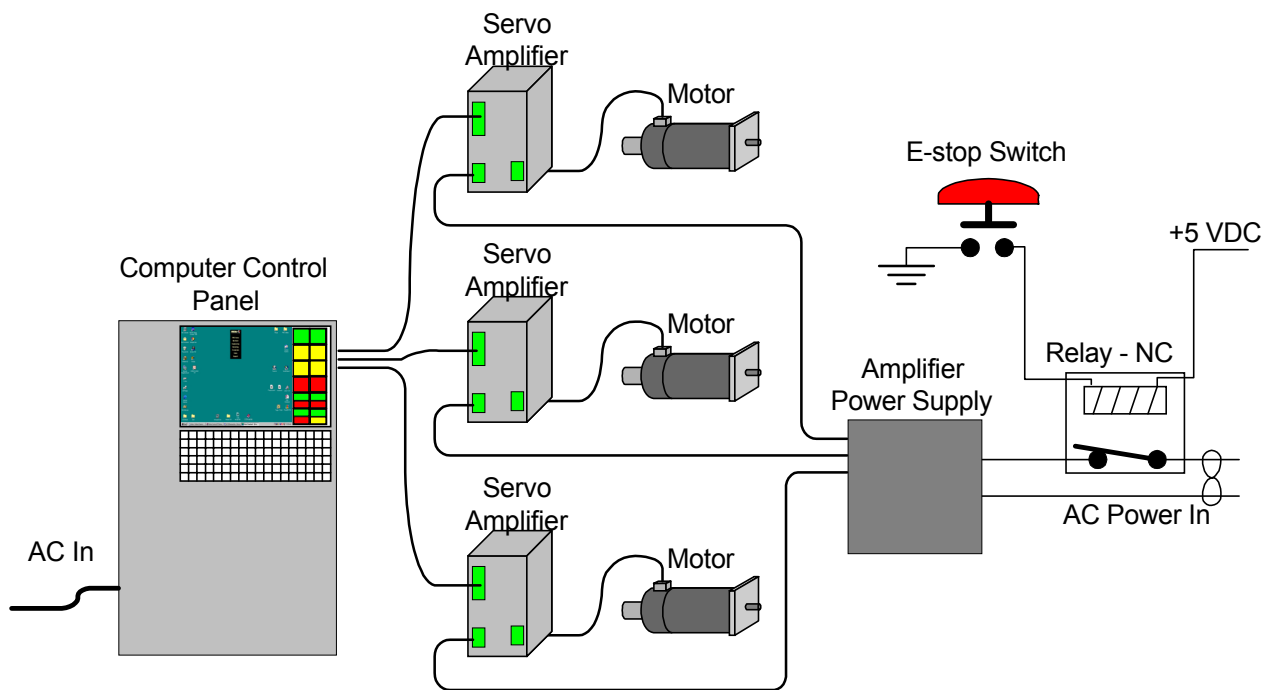 Servo
Amplifier
Motor
E-stop Switch
+5 VDC
Computer Control
Panel
Servo
Amplifier
Motor
Relay - NC
Amplifier
Power Supply
Servo
Amplifier
Motor
AC Power In
AC In